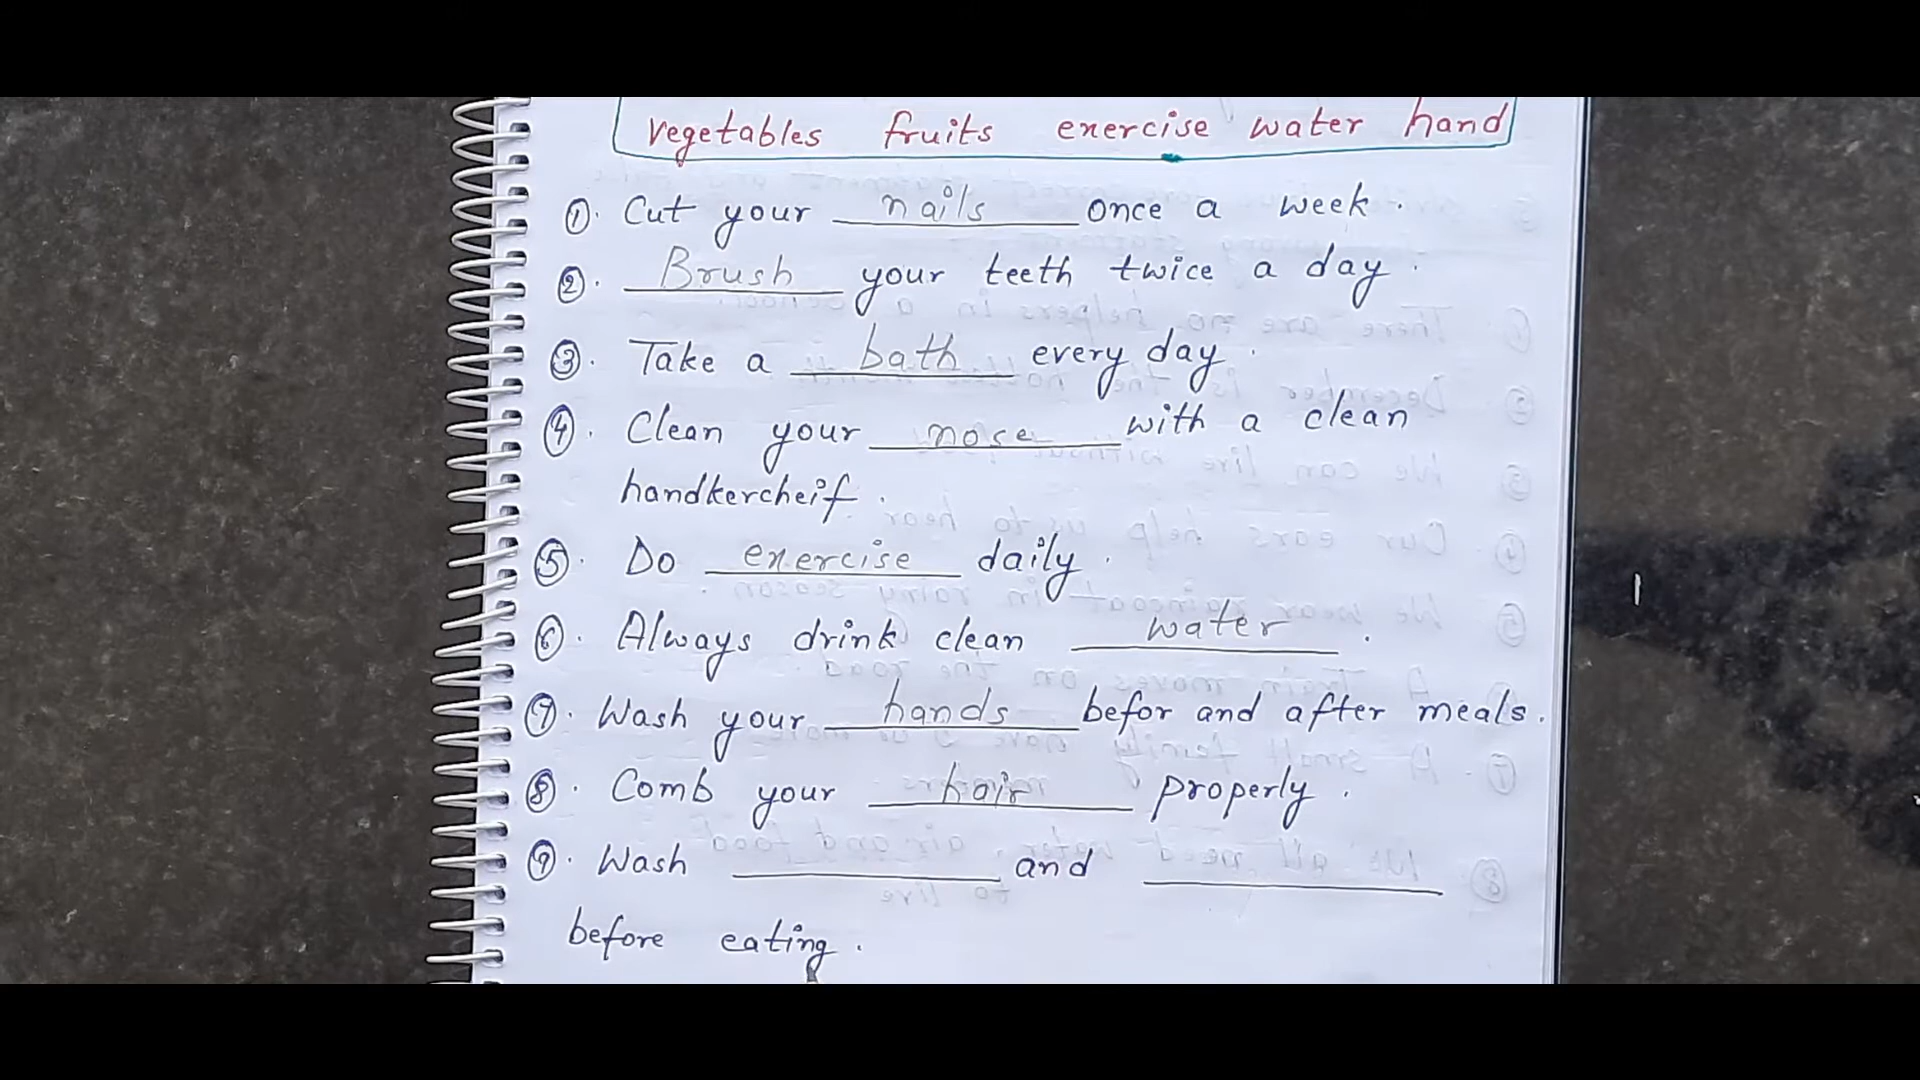 vegetables fruits exercise water hand
①. Cut your nails once a week.
②. Brush your teeth twice a day.
③. Take a bath every day.
④. Clean your nose with a clean
handkercheif.
⑤. Do exercise daily.
⑥. Always drink clean water.
⑦. Wash your hands befor and after meals.
⑧. Comb your hair properly.
⑨. Wash ________ and ________
before eating.